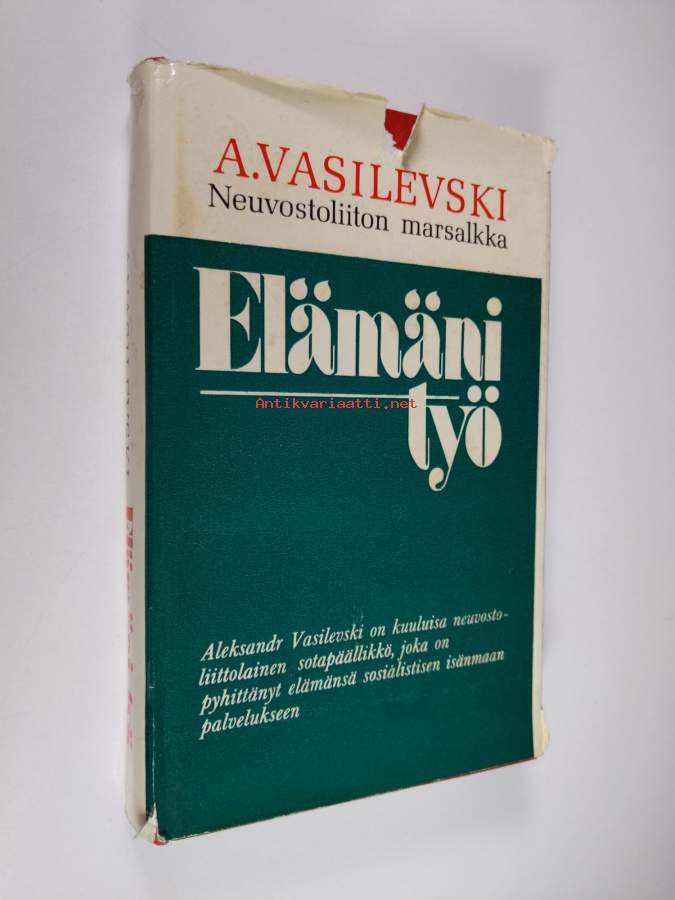 A.VASILEVSKI
Neuvostoliiton marsalkka
Elämäni
Antikvariaatti.net
työ
Aleksandr Vasilevski on kuuluisa neuvosto-
liittolainen sotapäällikkö, joka on
pyhittänyt elämänsä sosialistisen isänmaan
palvelukseen